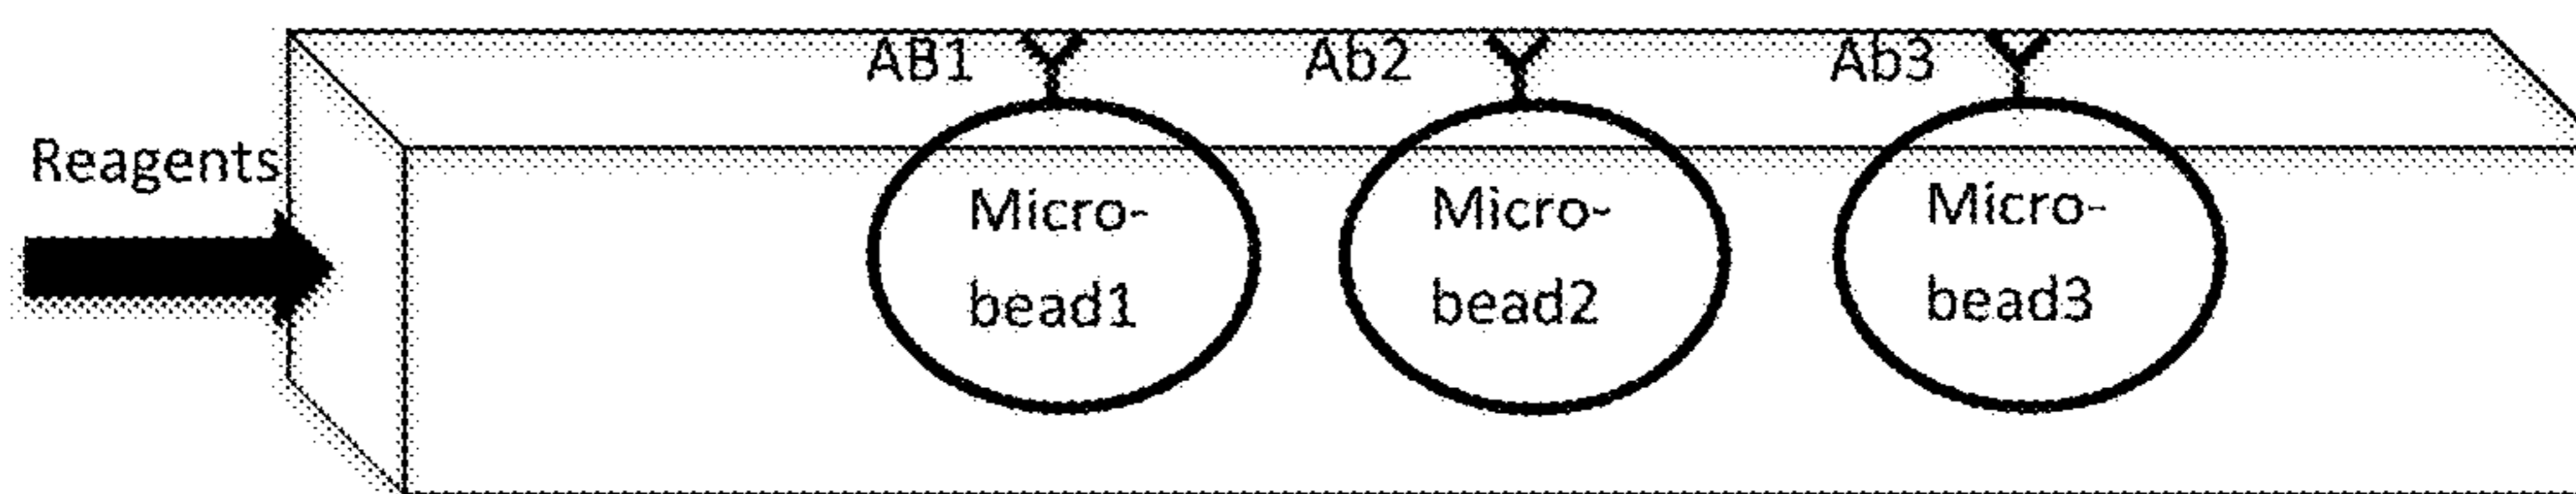 AB1
Ab2
Ab3
Reagents
Micro-
bead1
Micro-
bead2
Micro-
bead3